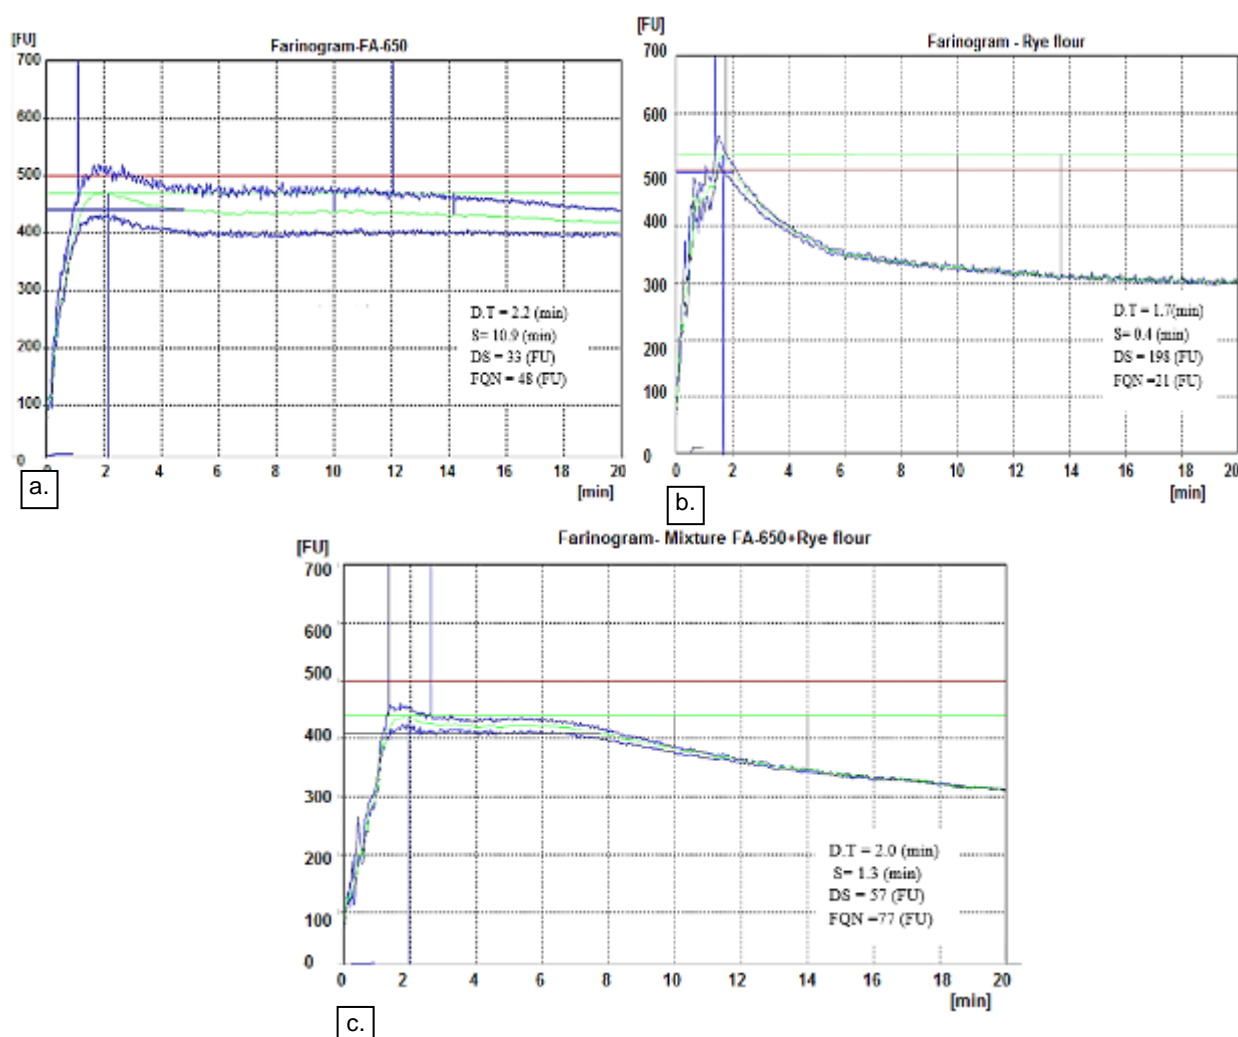 Farinogram-FA-650
[FU]
700
600
500
400
300
200
100
0
0 2 4 6 8 10 12 14 16 18 20
[min]
D.T = 2.2 (min)
S= 10.9 (min)
DS = 33 (FU)
FQN = 48 (FU)
a.
Farinogram - Rye flour
[FU]
700
600
500
400
300
200
100
0
0 2 4 6 8 10 12 14 16 18 20
[min]
D.T = 1.7(min)
S= 0.4 (min)
DS = 198 (FU)
FQN =21 (FU)
b.
Farinogram- Mixture FA-650+Rye flour
[FU]
700
600
500
400
300
200
100
0
0 2 4 6 8 10 12 14 16 18 20
[min]
D.T = 2.0 (min)
S= 1.3 (min)
DS = 57 (FU)
FQN =77 (FU)
c.